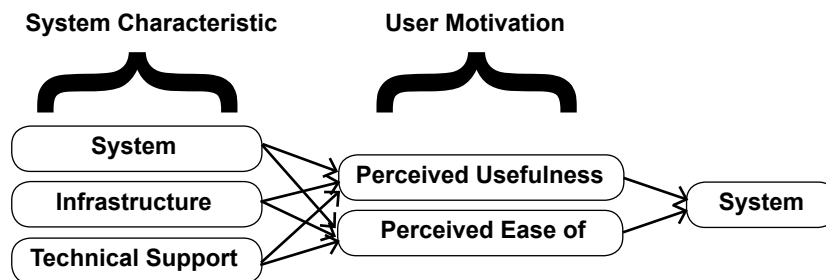 System Characteristic
User Motivation
System
Infrastructure
Technical Support
Perceived Usefulness
Perceived Ease of
System